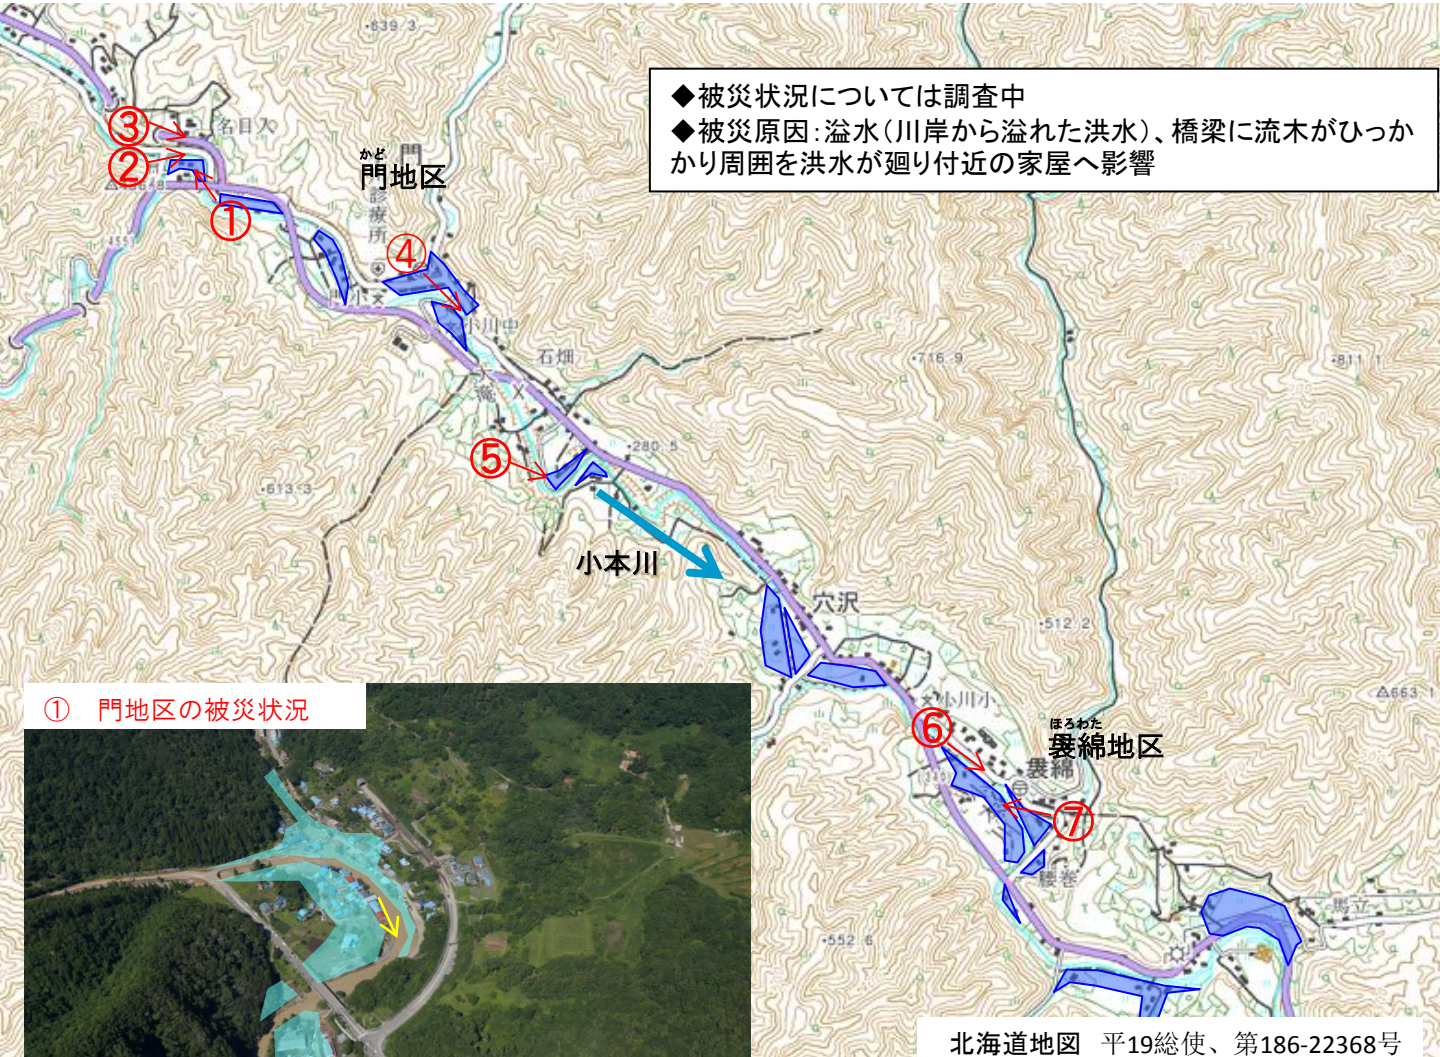 ・639.3
◆被災状況については調査中
◆被災原因：溢水（川岸から溢れた洪水）、橋梁に流木がひっか
かり周囲を洪水が廻り付近の家屋へ影響
③
名目入
②
①
かど
門地区
門
診療所
④
小川中
石畑
大滝
・716.9
・811.1
⑤
・280.5
・613.3
小本川
穴沢
・512.2
△663.1
小川小
⑥
ほろわた
袰綿地区
袰綿
⑦
腰巻
馬立
・552.6
①　門地区の被災状況
北海道地図　平19総使、第186-22368号